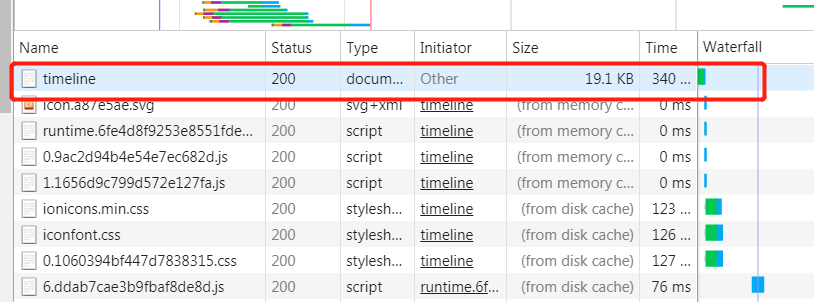 Name Status Type Initiator Size Time Waterfall
timeline 200 docum... Other 19.1 KB 340 ...
icon.a87e5ae.svg 200 svg+xml timeline (from memory c... 0 ms
runtime.6fe4d8f9253e8551fde... 200 script timeline (from memory c... 0 ms
0.9ac2d94b4e54e7ec682d.js 200 script timeline (from memory c... 0 ms
1.1656d9c799d572e127fa.js 200 script timeline (from memory c... 0 ms
ionicons.min.css 200 stylesh... timeline (from disk cache) 123 ...
iconfont.css 200 stylesh... timeline (from disk cache) 126 ...
0.1060394bf447d7838315.css 200 stylesh... timeline (from disk cache) 127 ...
6.ddab7cae3b9fbaf8de8d.js 200 script runtime.6f... (from disk cache) 76 ms